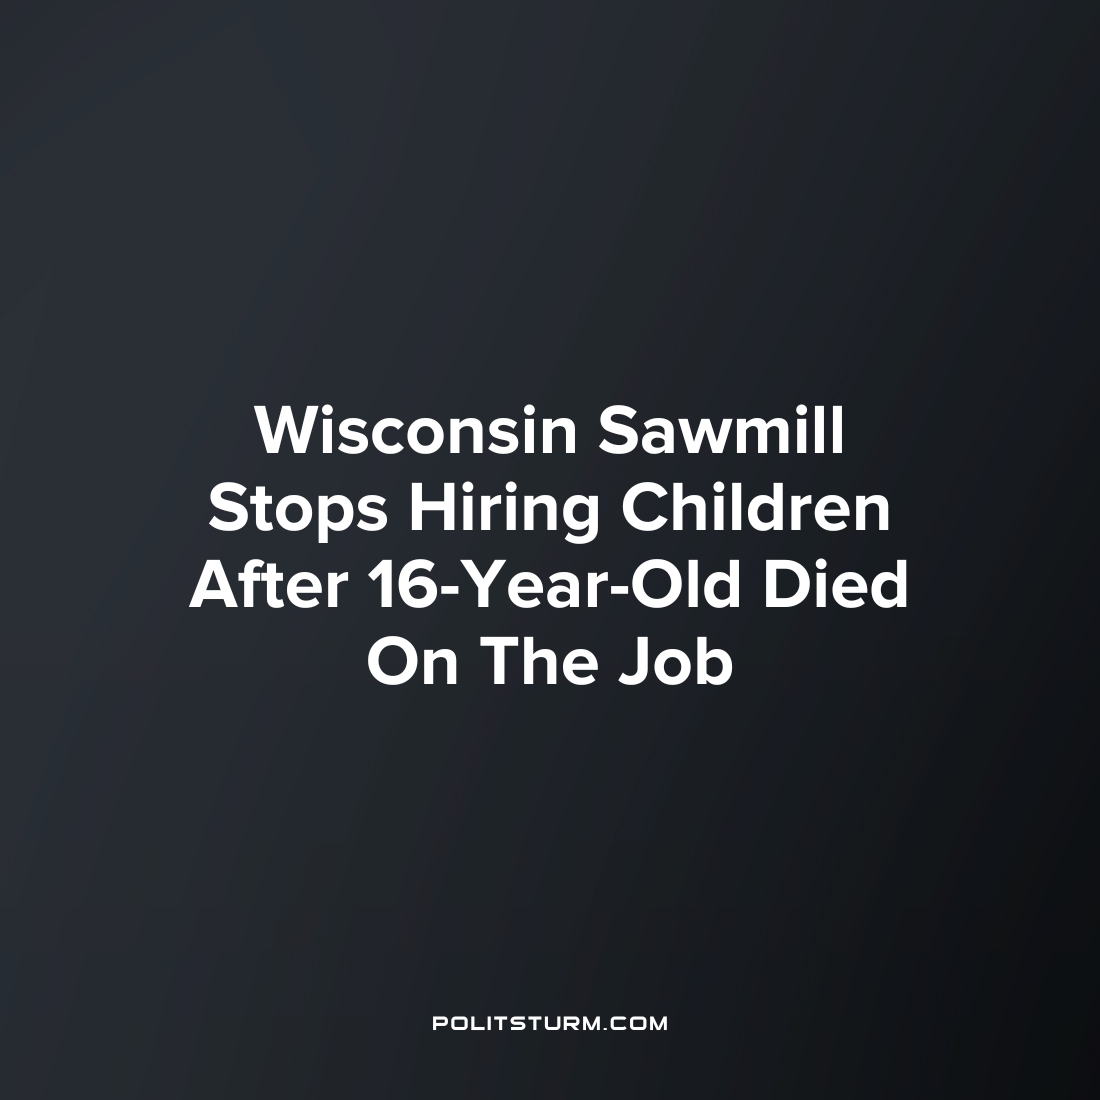 Wisconsin Sawmill
Stops Hiring Children
After 16-Year-Old Died
On The Job
POLITSTURM.COM